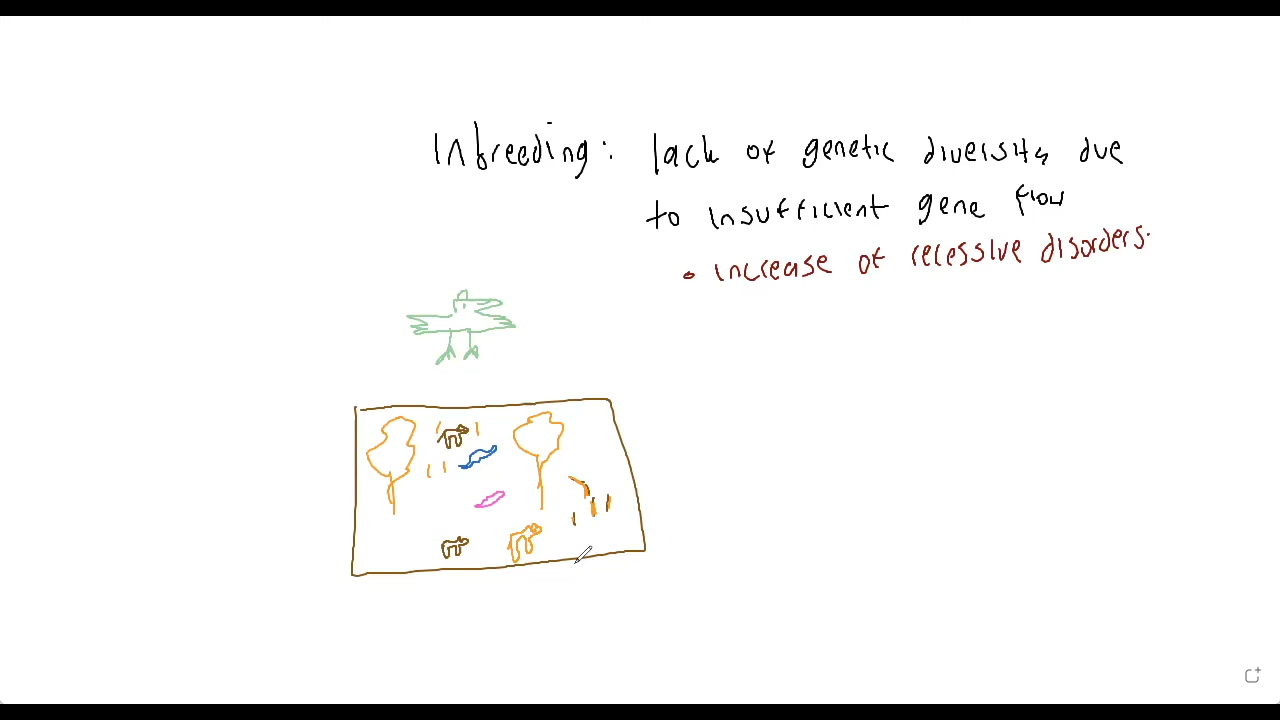 Inbreeding: lack of genetic diversity due
to insufficient gene flow
• increase of recessive disorders.